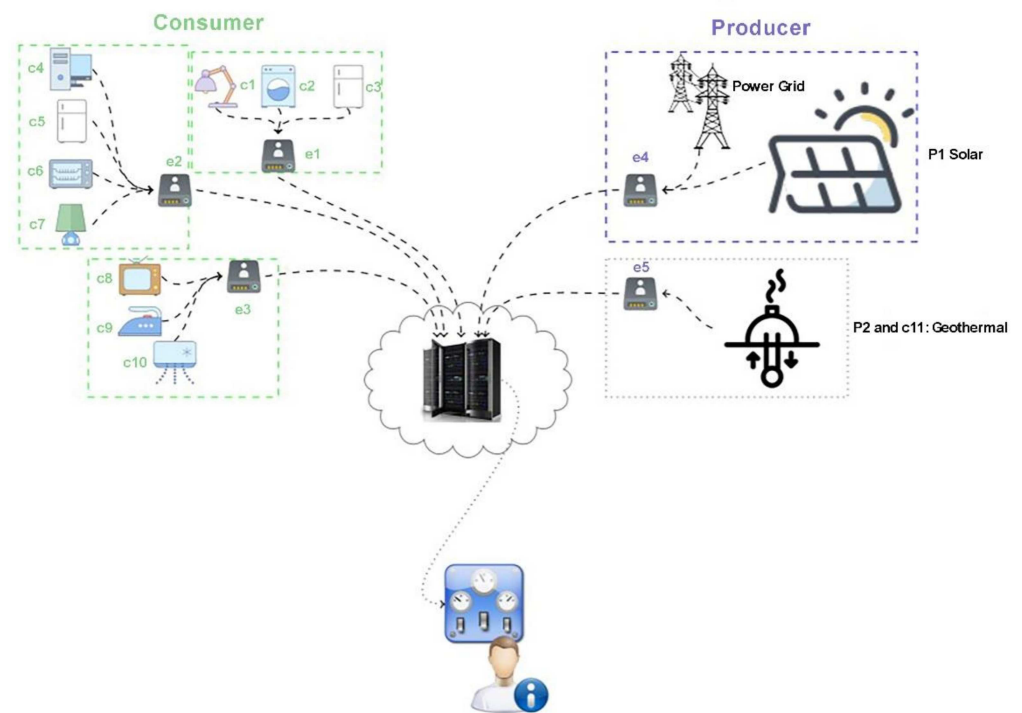 Consumer
Producer
c4
c5
c6
c7
e2
c1
c2
c3
e1
c8
c9
c10
e3
Power Grid
e4
P1 Solar
e5
P2 and c11: Geothermal